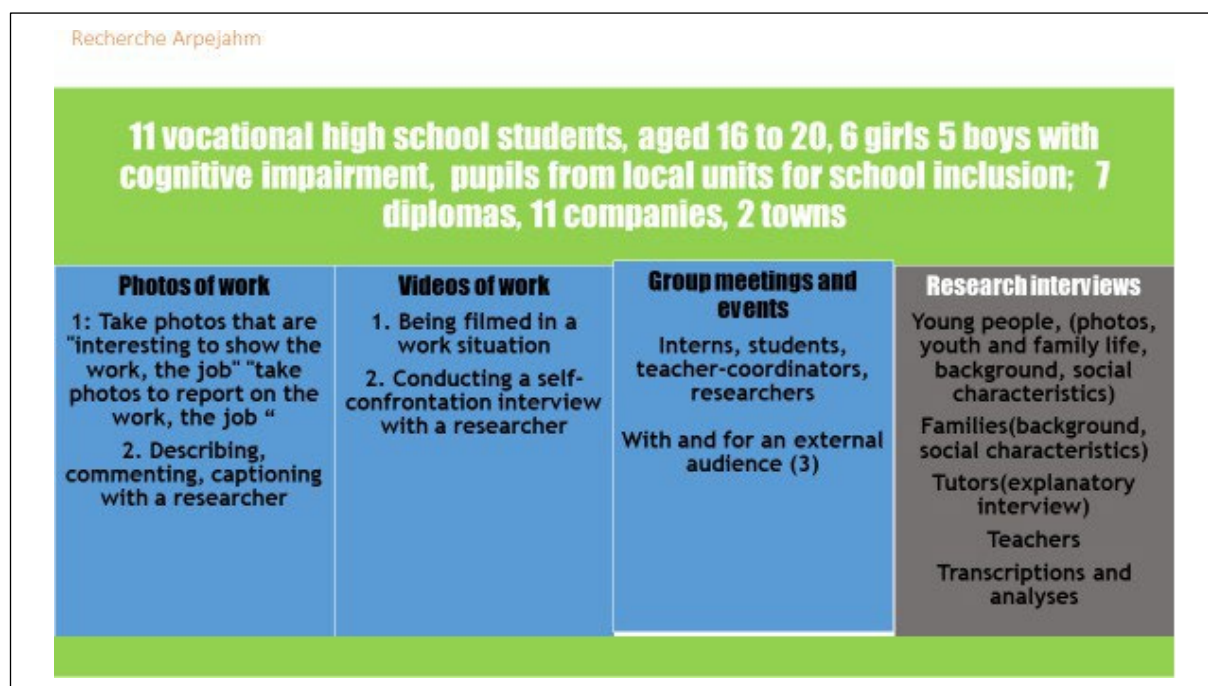 Recherche Arpejahm
11 vocational high school students, aged 16 to 20, 6 girls 5 boys with
cognitive impairment, pupils from local units for school inclusion; 7
diplomas, 11 companies, 2 towns
Photos of work
1: Take photos that are
"interesting to show the
work, the job" "take
photos to report on the
work, the job “
2. Describing,
commenting, captioning
with a researcher
Videos of work
1. Being filmed in a
work situation
2. Conducting a self-
confrontation interview
with a researcher
Group meetings and
events
Interns, students,
teacher-coordinators,
researchers
With and for an external
audience (3)
Research interviews
Young people, (photos,
youth and family life,
background, social
characteristics)
Families(background,
social characteristics)
Tutors(explanatory
interview)
Teachers
Transcriptions and
analyses